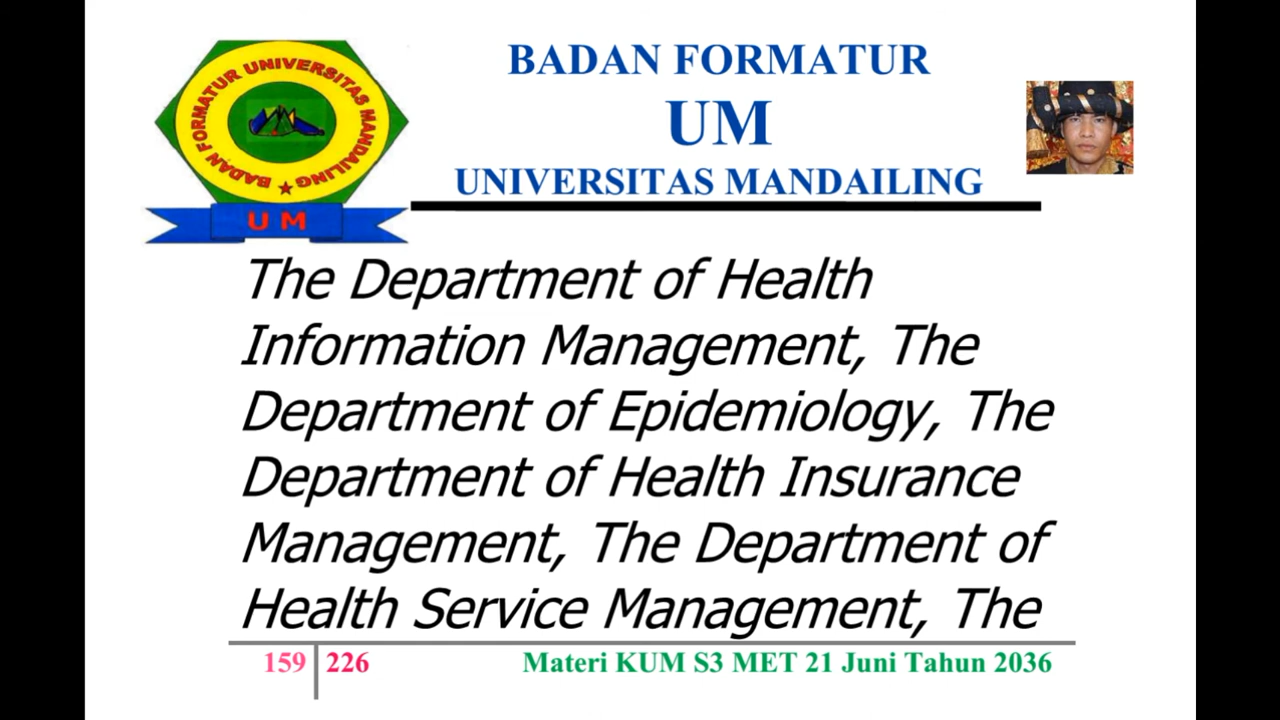 BADAN FORMATUR UNIVERSITAS MANDAILING
UM
BADAN FORMATUR
UM
UNIVERSITAS MANDAILING
The Department of Health
Information Management, The
Department of Epidemiology, The
Department of Health Insurance
Management, The Department of
Health Service Management, The
159 226 Materi KUM S3 MET 21 Juni Tahun 2036